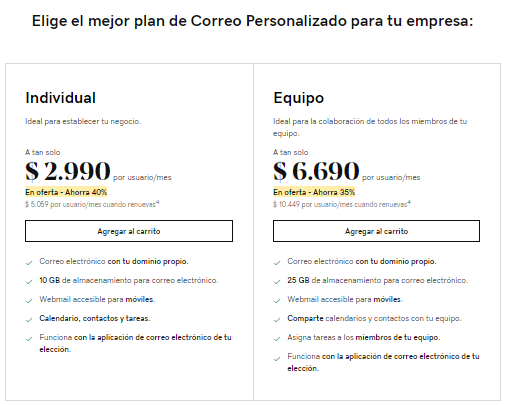 Elige el mejor plan de Correo Personalizado para tu empresa:
Individual
Ideal para establecer tu negocio.
A tan solo
$ 2.990 por usuario/mes
En oferta - Ahorra 40%
$ 5.059 por usuario/mes cuando renuevas⁴
Agregar al carrito
Correo electrónico con tu dominio propio.
10 GB de almacenamiento para correo electrónico.
Webmail accesible para móviles.
Calendario, contactos y tareas.
Funciona con la aplicación de correo electrónico de tu
elección.
Equipo
Ideal para la colaboración de todos los miembros de tu
equipo.
A tan solo
$ 6.690 por usuario/mes
En oferta - Ahorra 35%
$ 10.449 por usuario/mes cuando renuevas⁴
Agregar al carrito
Correo electrónico con tu dominio propio.
25 GB de almacenamiento para correo electrónico.
Webmail accesible para móviles.
Comparte calendarios y contactos con tu equipo.
Asigna tareas a los miembros de tu equipo.
Funciona con la aplicación de correo electrónico de tu
elección.